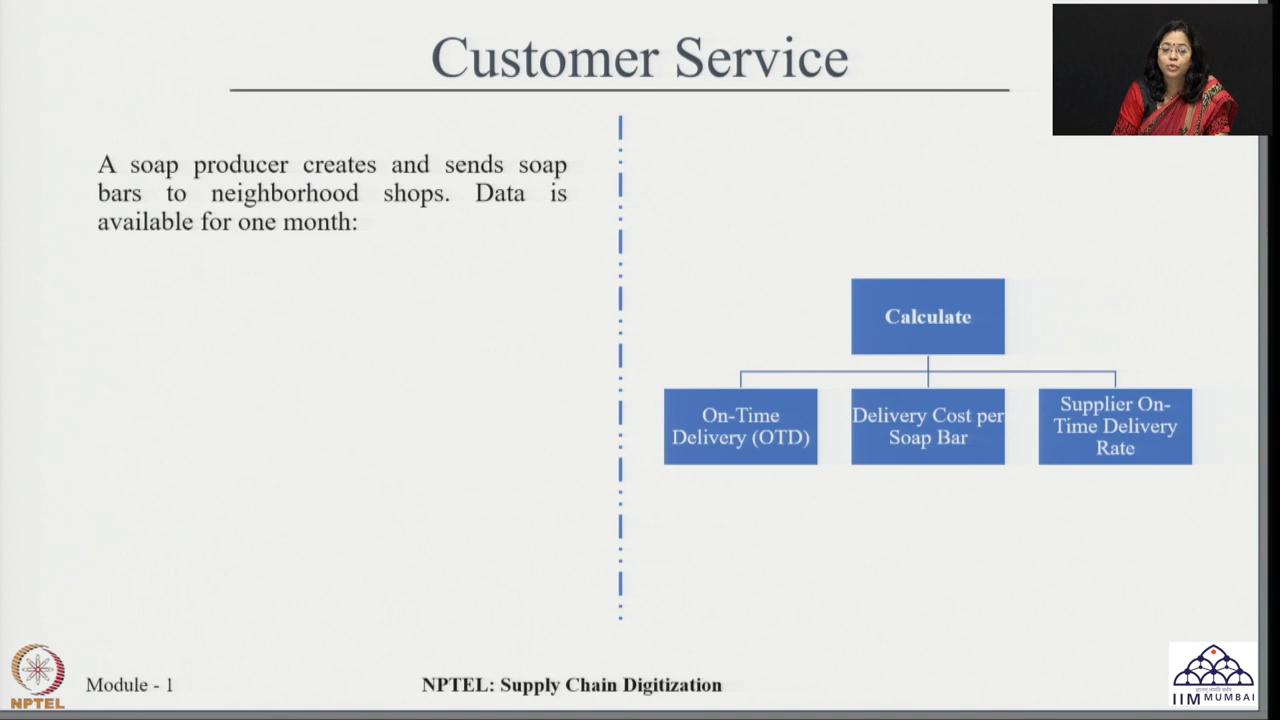 Customer Service
A soap producer creates and sends soap
bars to neighborhood shops. Data is
available for one month:
Calculate
On-Time
Delivery (OTD)
Delivery Cost per
Soap Bar
Supplier On-
Time Delivery
Rate
NPTEL
Module - 1
NPTEL: Supply Chain Digitization
IIM MUMBAI